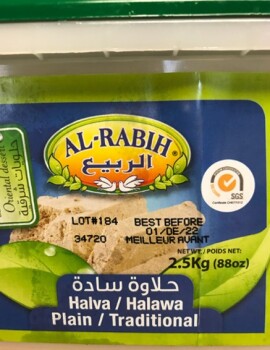 AL-RABIH
الربيع
Oriental dessert
حلويات شرقية
SGS
LOT#184
34720
BEST BEFORE
01/DE/22
MEILLEUR AVANT
NET WT./POIDS NET:
2.5Kg (88oz)
حلاوة سادة
Halva / Halawa
Plain / Traditional